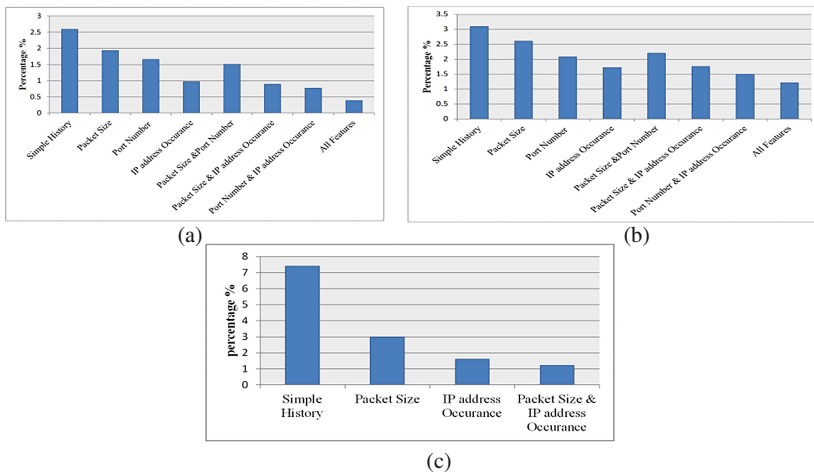 3
2.5
2
1.5
1
0.5
0
Percentage %
Simple History
Packet Size
Port Number
IP address Occurance
Packet Size &Port Number
Packet Size & IP address Occurance
Port Number & IP address Occurance
All Features
(a)
3.5
3
2.5
2
1.5
1
0.5
0
Percentage %
Simple History
Packet Size
Port Number
IP address Occurance
Packet Size &Port Number
Packet Size & IP address Occurance
Port Number & IP address Occurance
All Features
(b)
8
7
6
5
4
3
2
1
0
percentage %
Simple
History
Packet Size
IP address
Occurance
Packet Size &
IP address
Occurance
(c)